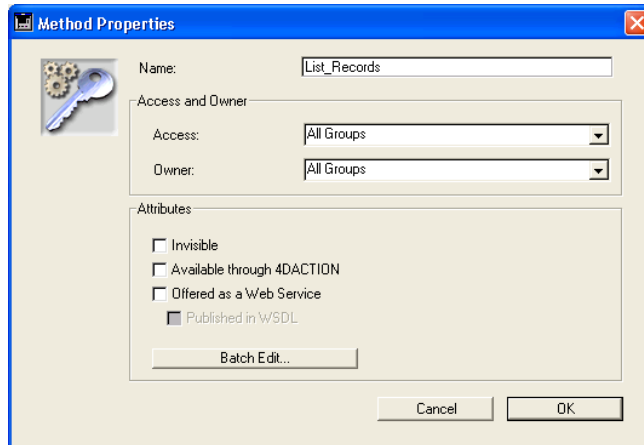 Method Properties
Name: List_Records
Access and Owner
Access: All Groups
Owner: All Groups
Attributes
Invisible
Available through 4DACTION
Offered as a Web Service
Published in WSDL
Batch Edit...
Cancel OK